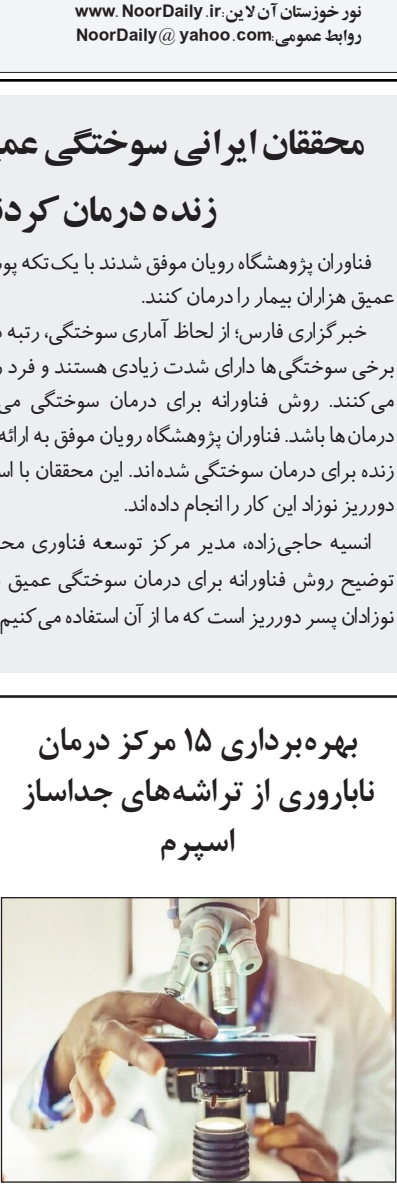 نور خوزستان آن لاین:www. NoorDaily.ir
روابط عمومی:NoorDaily@ yahoo.com
محققان ایرانی سوختگی
زنده درمان
فناوران پژوهشگاه رویان موفق شدند با یک تکه
عمیق هزاران بیمار را درمان کنند.
خبرگزاری فارس؛ از لحاظ آماری سوختگی، رتبه
برخی سوختگی‌ها دارای شدت زیادی هستند و فرد
می‌کنند. روش فناورانه برای درمان سوختگی
درمان‌ها باشد. فناوران پژوهشگاه رویان موفق به ارائه
زنده برای درمان سوختگی شده‌اند. این محققان با
دورریز نوزاد این کار را انجام داده‌اند.
انسیه حاجی‌زاده، مدیر مرکز توسعه فناوری
توضیح روش فناورانه برای درمان سوختگی عمیق
نوزادان پسر دورریز است که ما از آن استفاده می‌کنیم
بهره‌برداری ۱۵ مرکز درمان
ناباروری از تراشه‌های جداساز
اسپرم